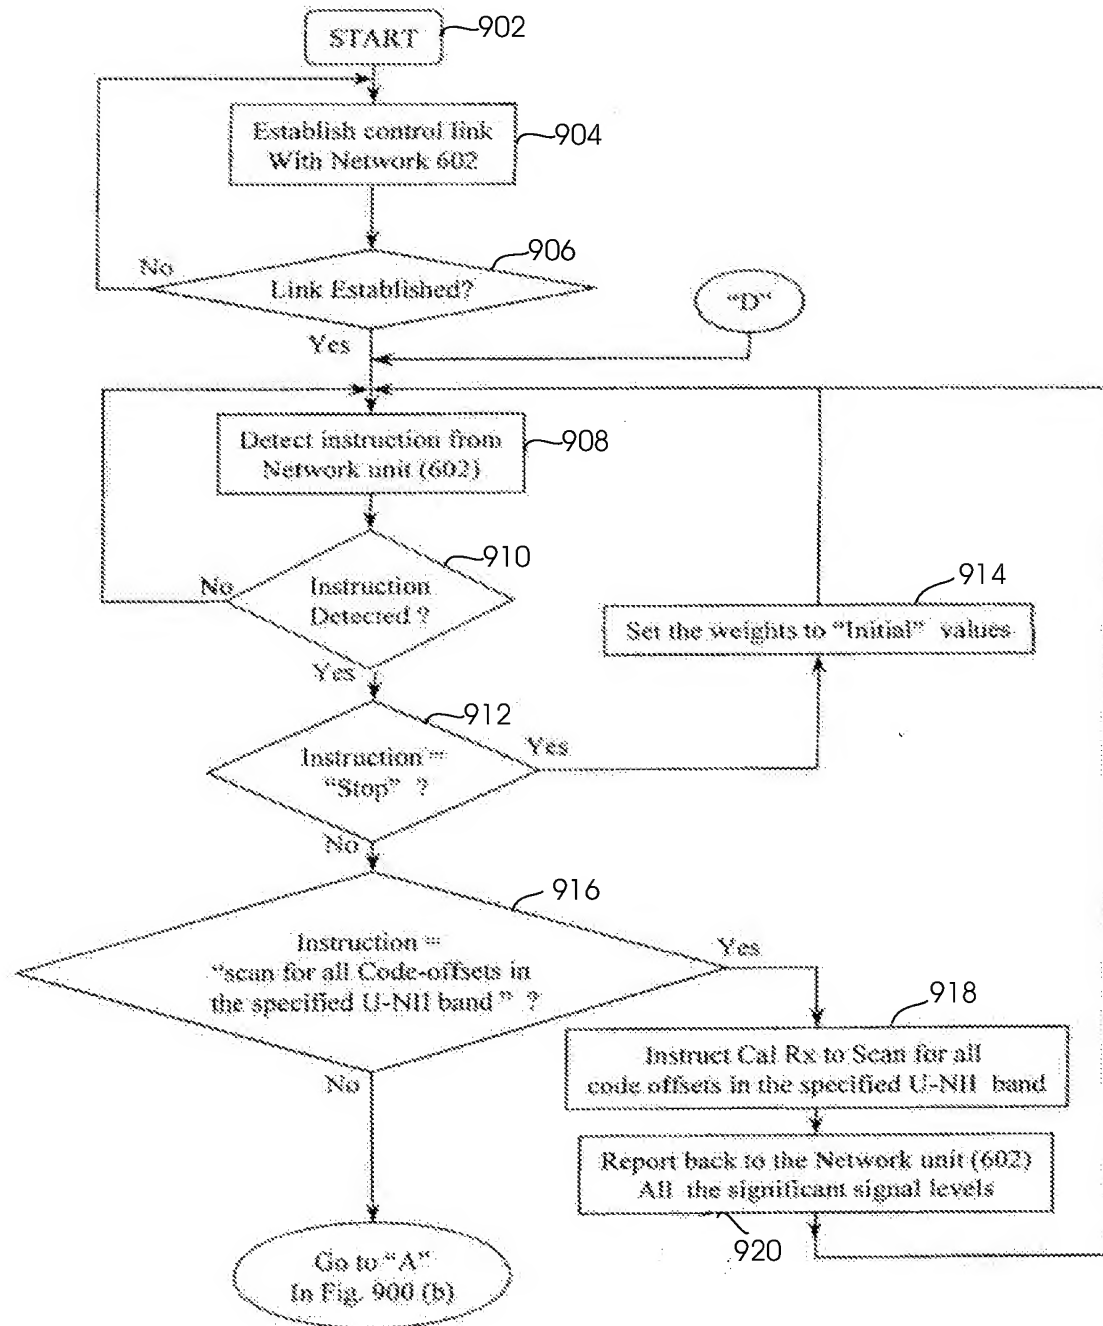 START
902
Establish control link
With Network 602
904
906
No
Link Established?
"D"
Yes
Detect instruction from
Network unit (602)
908
910
No
Instruction
Detected ?
914
Set the weights to "Initial" values
Yes
912
Instruction =
"Stop" ?
Yes
No
916
Instruction =
"scan for all Code-offsets in
the specified U-NII band" ?
Yes
918
Instruct Cal Rx to Scan for all
code offsets in the specified U-NII band
No
Report back to the Network unit (602)
All the significant signal levels
920
Go to "A"
In Fig. 900 (b)